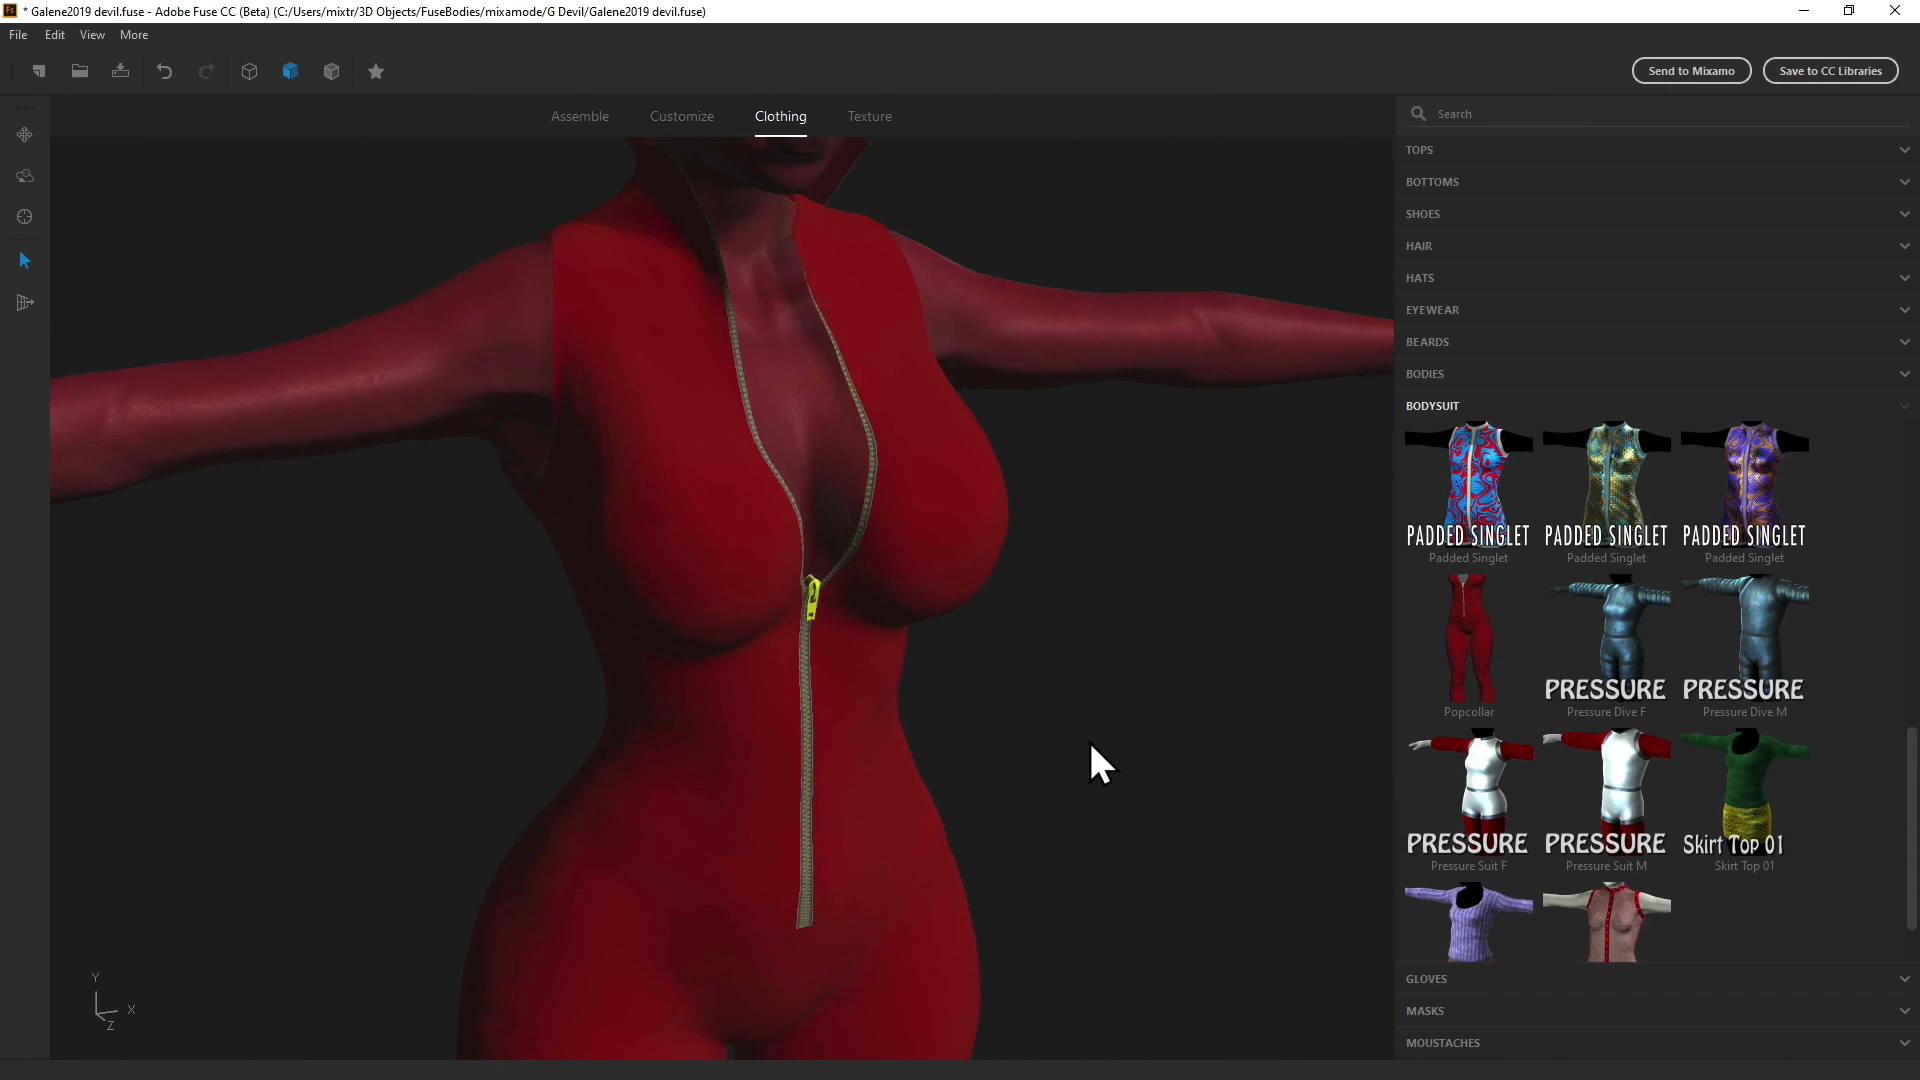 * Galene2019 devil.fuse - Adobe Fuse CC (Beta) (C:/Users/mixtr/3D Objects/FuseBodies/mixamode/G Devil/Galene2019 devil.fuse)
File Edit View More
Send to Mixamo Save to CC Libraries
Assemble Customize Clothing Texture
Search
TOPS
BOTTOMS
SHOES
HAIR
HATS
EYEWEAR
BEARDS
BODIES
BODYSUIT
PADDED SINGLET PADDED SINGLET PADDED SINGLET
Padded Singlet Padded Singlet Padded Singlet
PRESSURE PRESSURE
Popcollar Pressure Dive F Pressure Dive M
PRESSURE PRESSURE Skirt Top 01
Pressure Suit F Pressure Suit M Skirt Top 01
GLOVES
MASKS
MOUSTACHES
Y
X
Z